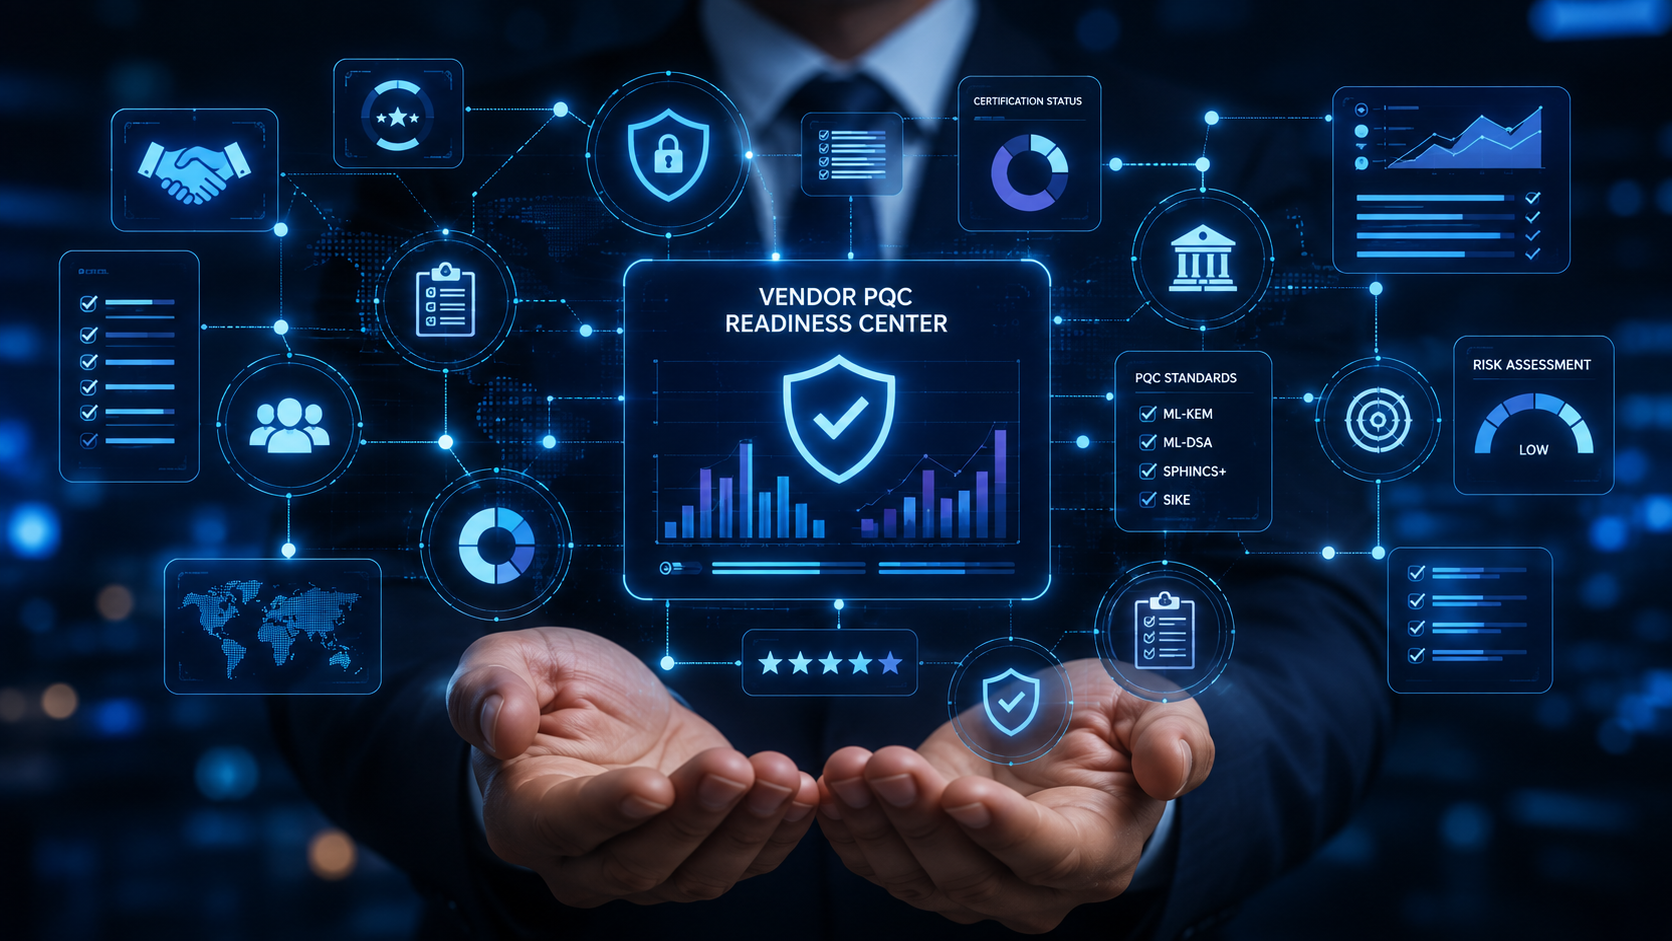 CERTIFICATION STATUS
VENDOR PQC
READINESS CENTER
PQC STANDARDS
ML-KEM
ML-DSA
SPHINCS+
SIKE
RISK ASSESSMENT
LOW